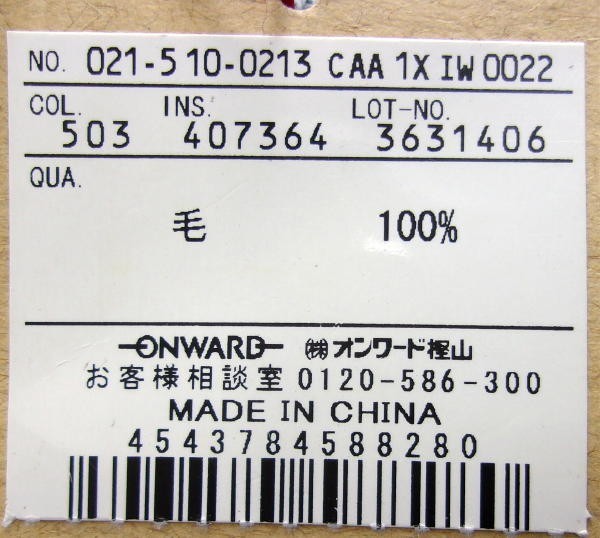 NO. 021-510-0213 CAA 1X IW 0022
COL. INS. LOT-NO.
503 407364 3631406
QUA.
毛 100%
ONWARD ㈱オンワード樫山
お客様相談室 0120-586-300
MADE IN CHINA
4543784588280